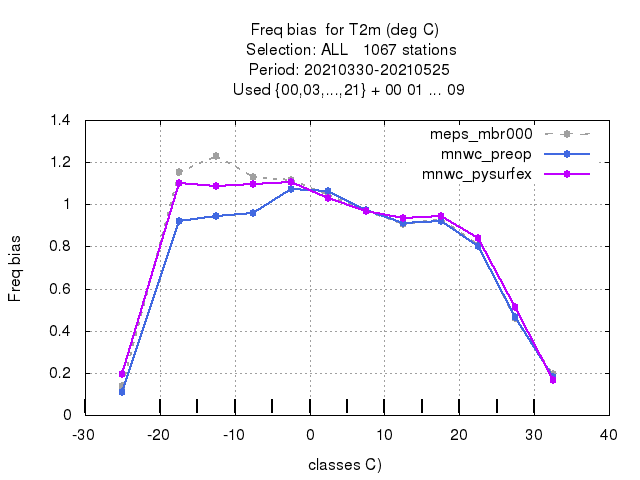 Freq bias  for T2m (deg C)
Selection: ALL   1067 stations
Period: 20210330-20210525
Used {00,03,...,21} + 00 01 ... 09
meps_mbr000
mnwc_preop
mnwc_pysurfex
1.4
1.2
1
0.8
0.6
0.4
0.2
0
Freq bias
-30 -20 -10 0 10 20 30 40
classes C)